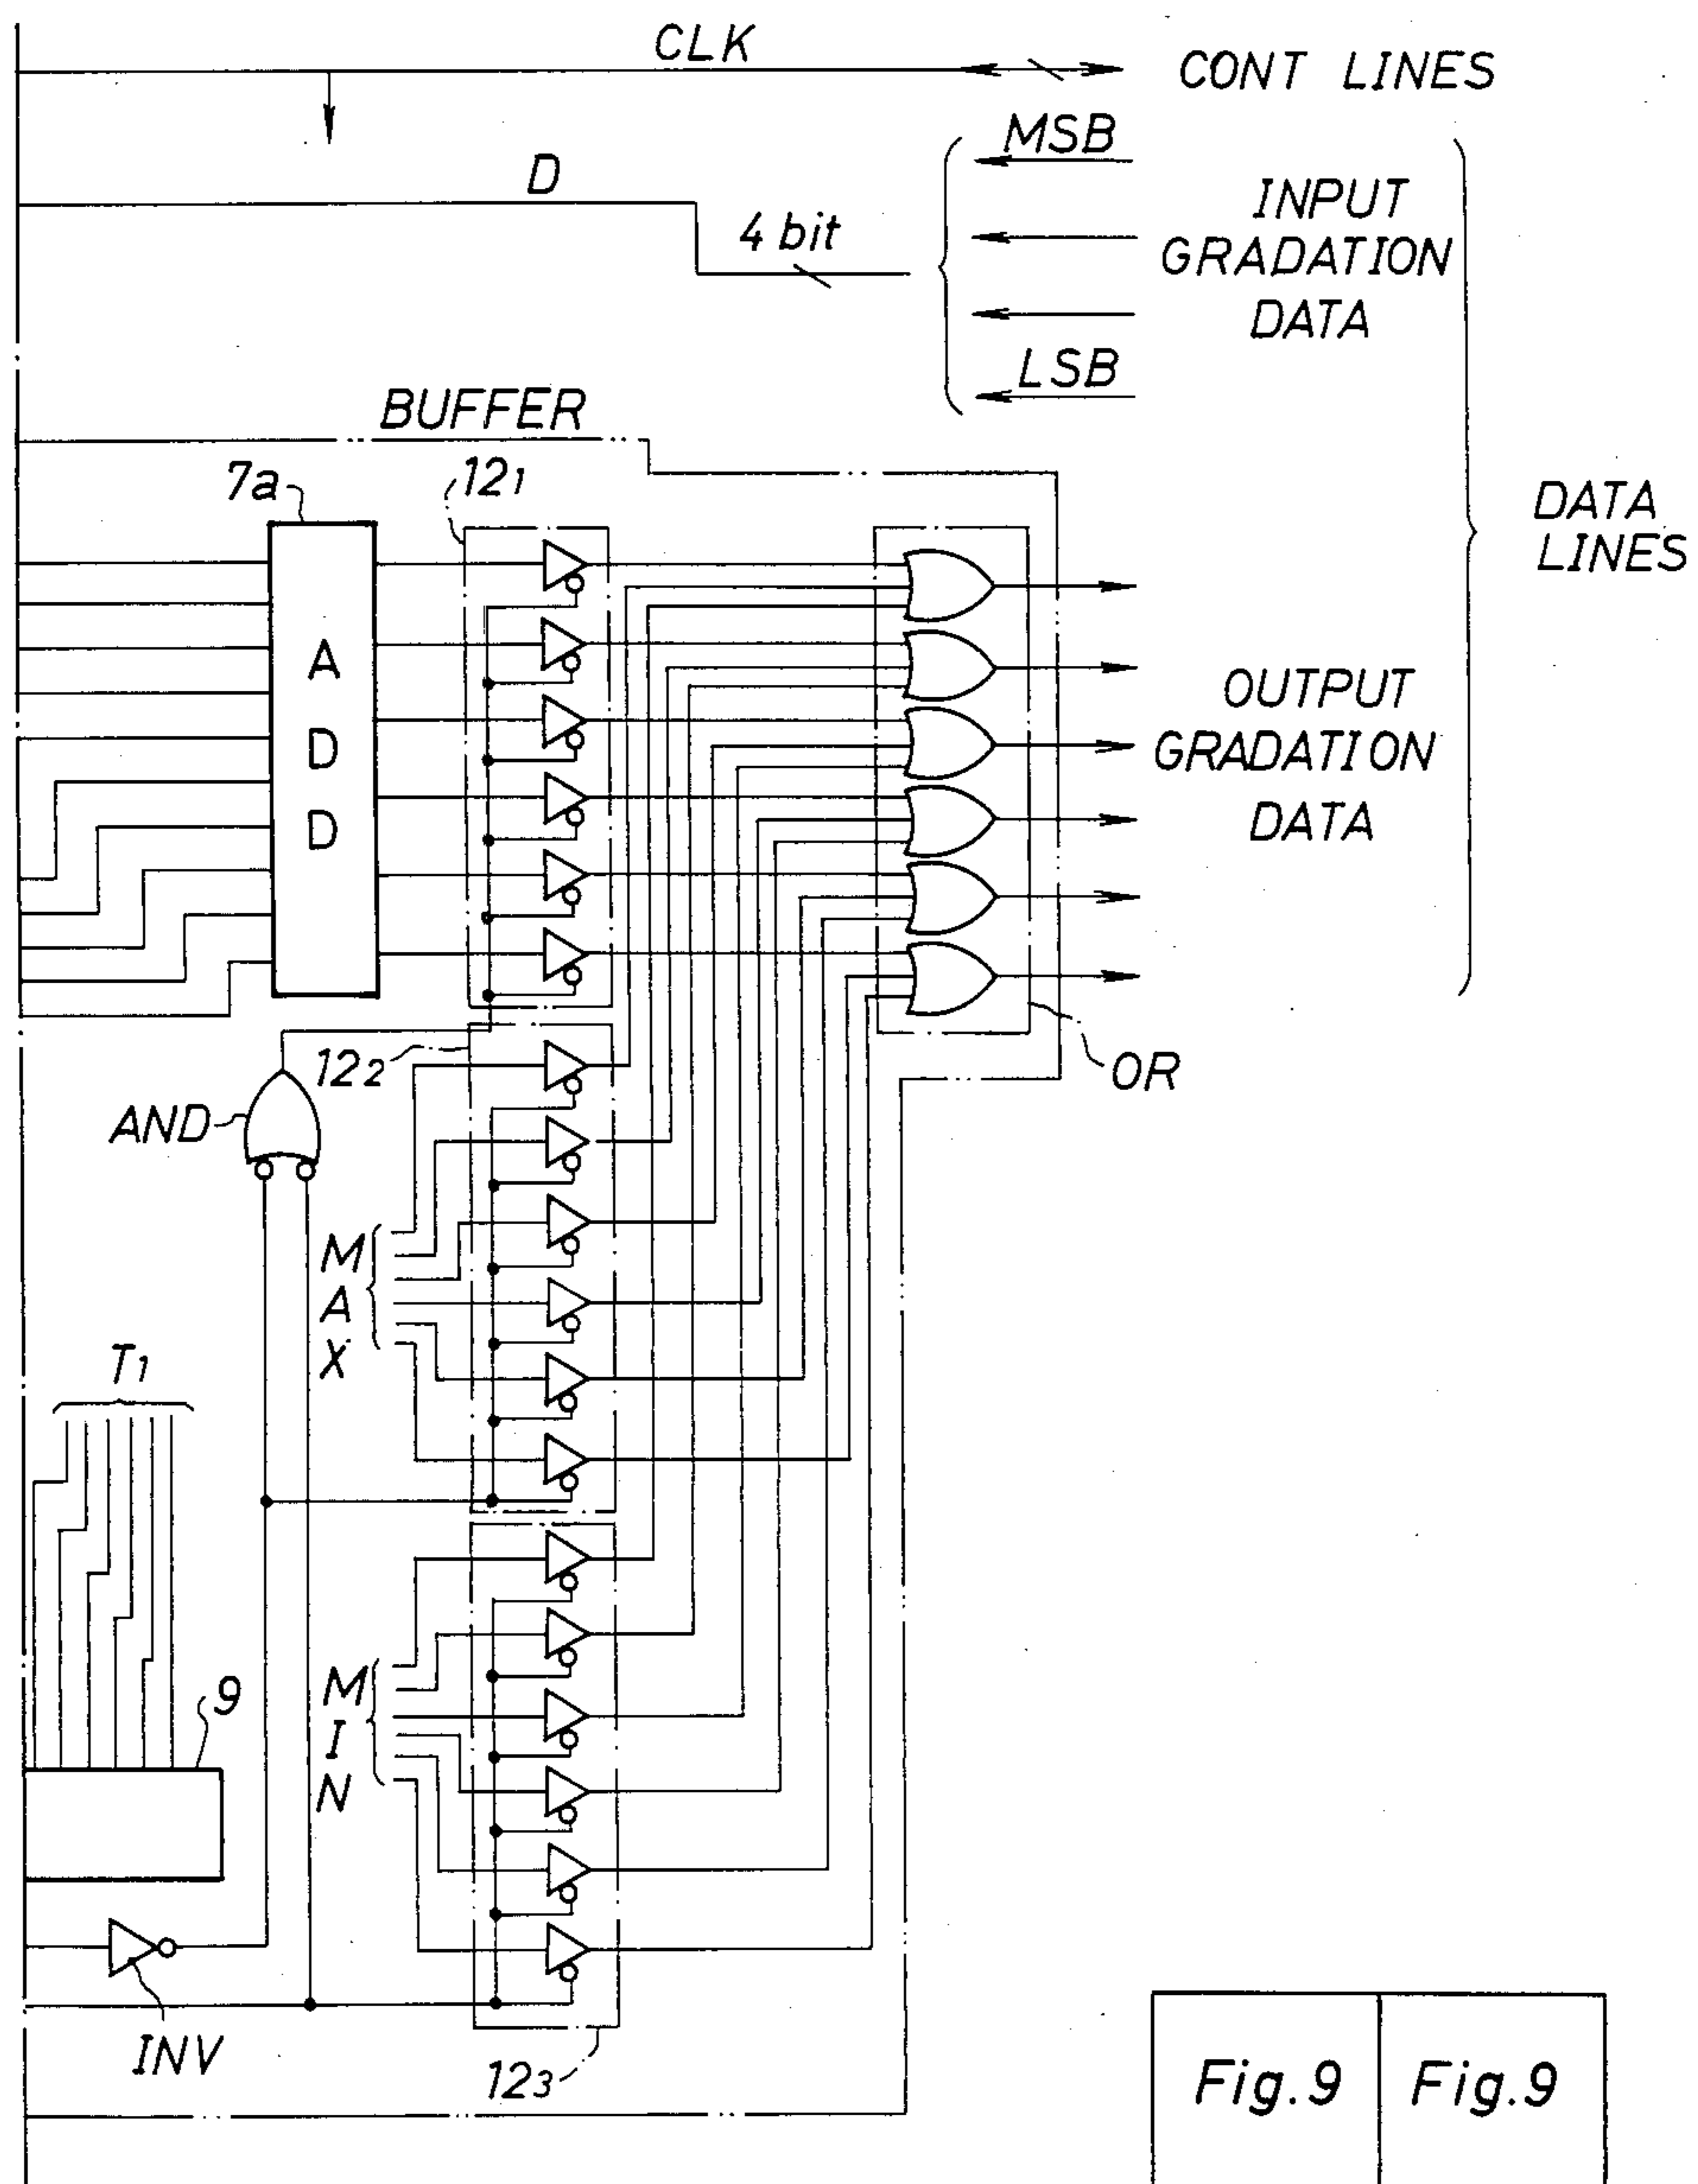 CLK
CONT LINES
MSB
D
INPUT
4 bit
GRADATION
DATA
LSB
BUFFER
7a
121
DATA
LINES
A
D
D
OUTPUT
GRADATION
DATA
122
OR
AND
M
A
X
T1
M
I
N
9
INV
123
Fig.9
Fig.9